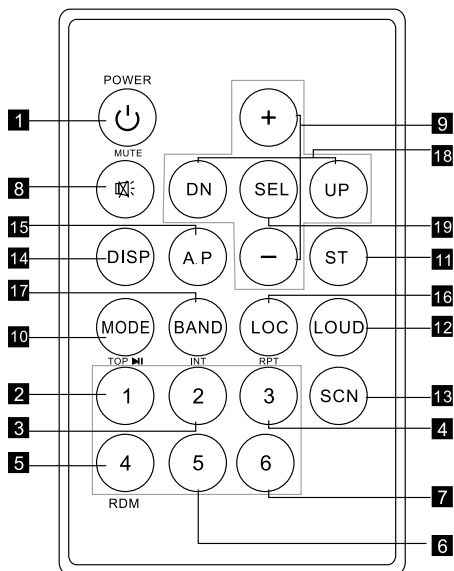 POWER
1
+
9
MUTE
18
8
DN SEL UP
15
19
14
DISP A.P − ST
11
17
16
10
MODE BAND LOC LOUD
12
TOP ⏯ INT RPT
2
1 2 3 SCN
13
3
4
5
4 5 6
7
RDM
6